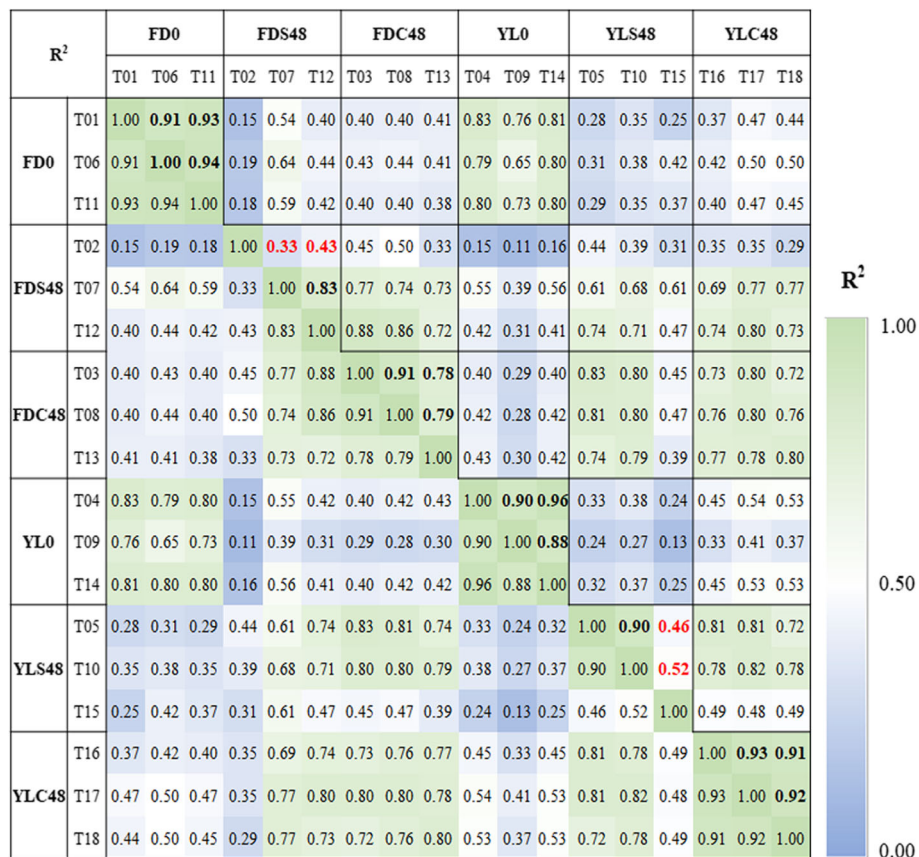 R² FD0 FDS48 FDC48 YL0 YLS48 YLC48
T01 T06 T11 T02 T07 T12 T03 T08 T13 T04 T09 T14 T05 T10 T15 T16 T17 T18
FD0 T01 1.00 0.91 0.93 0.15 0.54 0.40 0.40 0.40 0.41 0.83 0.76 0.81 0.28 0.35 0.25 0.37 0.47 0.44
T06 0.91 1.00 0.94 0.19 0.64 0.44 0.43 0.44 0.41 0.79 0.65 0.80 0.31 0.38 0.42 0.42 0.50 0.50
T11 0.93 0.94 1.00 0.18 0.59 0.42 0.40 0.40 0.38 0.80 0.73 0.80 0.29 0.35 0.37 0.40 0.47 0.45
FDS48 T02 0.15 0.19 0.18 1.00 0.33 0.43 0.45 0.50 0.33 0.15 0.11 0.16 0.44 0.39 0.31 0.35 0.35 0.29
T07 0.54 0.64 0.59 0.33 1.00 0.83 0.77 0.74 0.73 0.55 0.39 0.56 0.61 0.68 0.61 0.69 0.77 0.77
T12 0.40 0.44 0.42 0.43 0.83 1.00 0.88 0.86 0.72 0.42 0.31 0.41 0.74 0.71 0.47 0.74 0.80 0.73
FDC48 T03 0.40 0.43 0.40 0.45 0.77 0.88 1.00 0.91 0.78 0.40 0.29 0.40 0.83 0.80 0.45 0.73 0.80 0.72
T08 0.40 0.44 0.40 0.50 0.74 0.86 0.91 1.00 0.79 0.42 0.28 0.42 0.81 0.80 0.47 0.76 0.80 0.76
T13 0.41 0.41 0.38 0.33 0.73 0.72 0.78 0.79 1.00 0.43 0.30 0.42 0.74 0.79 0.39 0.77 0.78 0.80
YL0 T04 0.83 0.79 0.80 0.15 0.55 0.42 0.40 0.42 0.43 1.00 0.90 0.96 0.33 0.38 0.24 0.45 0.54 0.53
T09 0.76 0.65 0.73 0.11 0.39 0.31 0.29 0.28 0.30 0.90 1.00 0.88 0.24 0.27 0.13 0.33 0.41 0.37
T14 0.81 0.80 0.80 0.16 0.56 0.41 0.40 0.42 0.42 0.96 0.88 1.00 0.32 0.37 0.25 0.45 0.53 0.53
YLS48 T05 0.28 0.31 0.29 0.44 0.61 0.74 0.83 0.81 0.74 0.33 0.24 0.32 1.00 0.90 0.46 0.81 0.81 0.72
T10 0.35 0.38 0.35 0.39 0.68 0.71 0.80 0.80 0.79 0.38 0.27 0.37 0.90 1.00 0.52 0.78 0.82 0.78
T15 0.25 0.42 0.37 0.31 0.61 0.47 0.45 0.47 0.39 0.24 0.13 0.25 0.46 0.52 1.00 0.49 0.48 0.49
YLC48 T16 0.37 0.42 0.40 0.35 0.69 0.74 0.73 0.76 0.77 0.45 0.33 0.45 0.81 0.78 0.49 1.00 0.93 0.91
T17 0.47 0.50 0.47 0.35 0.77 0.80 0.80 0.80 0.78 0.54 0.41 0.53 0.81 0.82 0.48 0.93 1.00 0.92
T18 0.44 0.50 0.45 0.29 0.77 0.73 0.72 0.76 0.80 0.53 0.37 0.53 0.72 0.78 0.49 0.91 0.92 1.00
R²
1.00
0.50
0.00